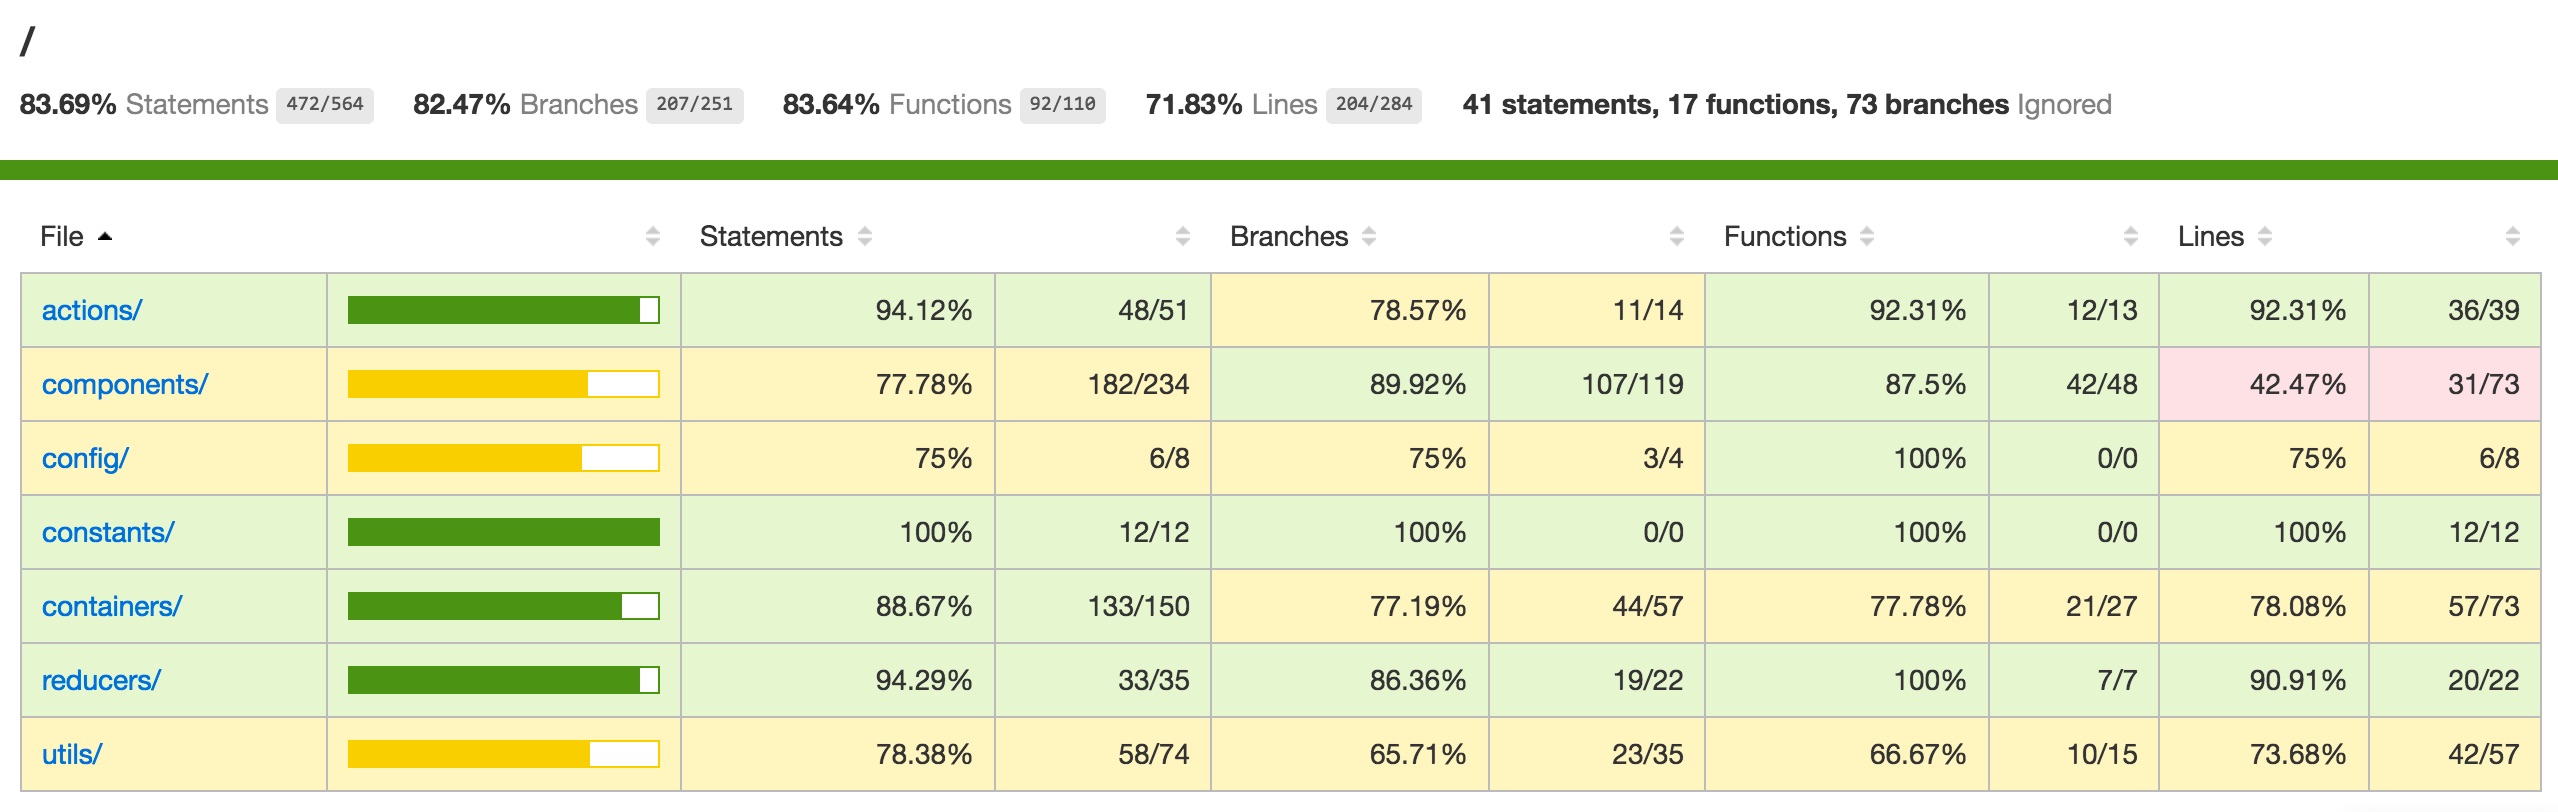 /
83.69% Statements 472/564 82.47% Branches 207/251 83.64% Functions 92/110 71.83% Lines 204/284 41 statements, 17 functions, 73 branches Ignored
File Statements Branches Functions Lines
actions/ 94.12% 48/51 78.57% 11/14 92.31% 12/13 92.31% 36/39
components/ 77.78% 182/234 89.92% 107/119 87.5% 42/48 42.47% 31/73
config/ 75% 6/8 75% 3/4 100% 0/0 75% 6/8
constants/ 100% 12/12 100% 0/0 100% 0/0 100% 12/12
containers/ 88.67% 133/150 77.19% 44/57 77.78% 21/27 78.08% 57/73
reducers/ 94.29% 33/35 86.36% 19/22 100% 7/7 90.91% 20/22
utils/ 78.38% 58/74 65.71% 23/35 66.67% 10/15 73.68% 42/57